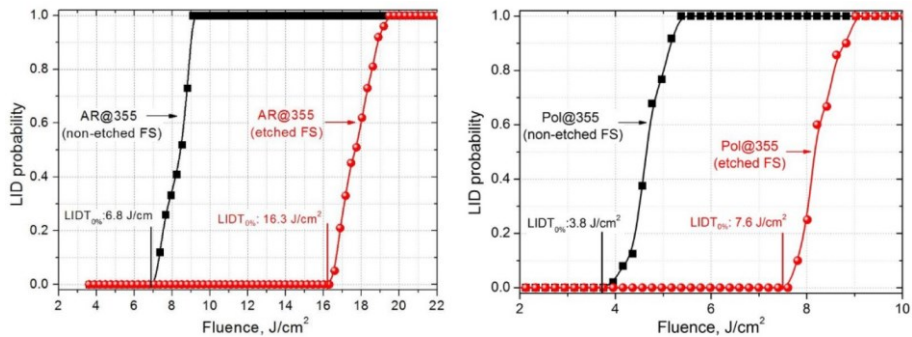 1.0
0.8
0.6
0.4
0.2
0.0
LID probability
AR@355
(non-etched FS)
AR@355
(etched FS)
LIDT0%:6.8 J/cm
LIDT0%: 16.3 J/cm²
2 4 6 8 10 12 14 16 18 20 22
Fluence, J/cm²
1.0
0.8
0.6
0.4
0.2
0.0
LID probability
Pol@355
(non-etched FS)
Pol@355
(etched FS)
LIDT0%:3.8 J/cm²
LIDT0%: 7.6 J/cm²
2 4 6 8 10
Fluence, J/cm²